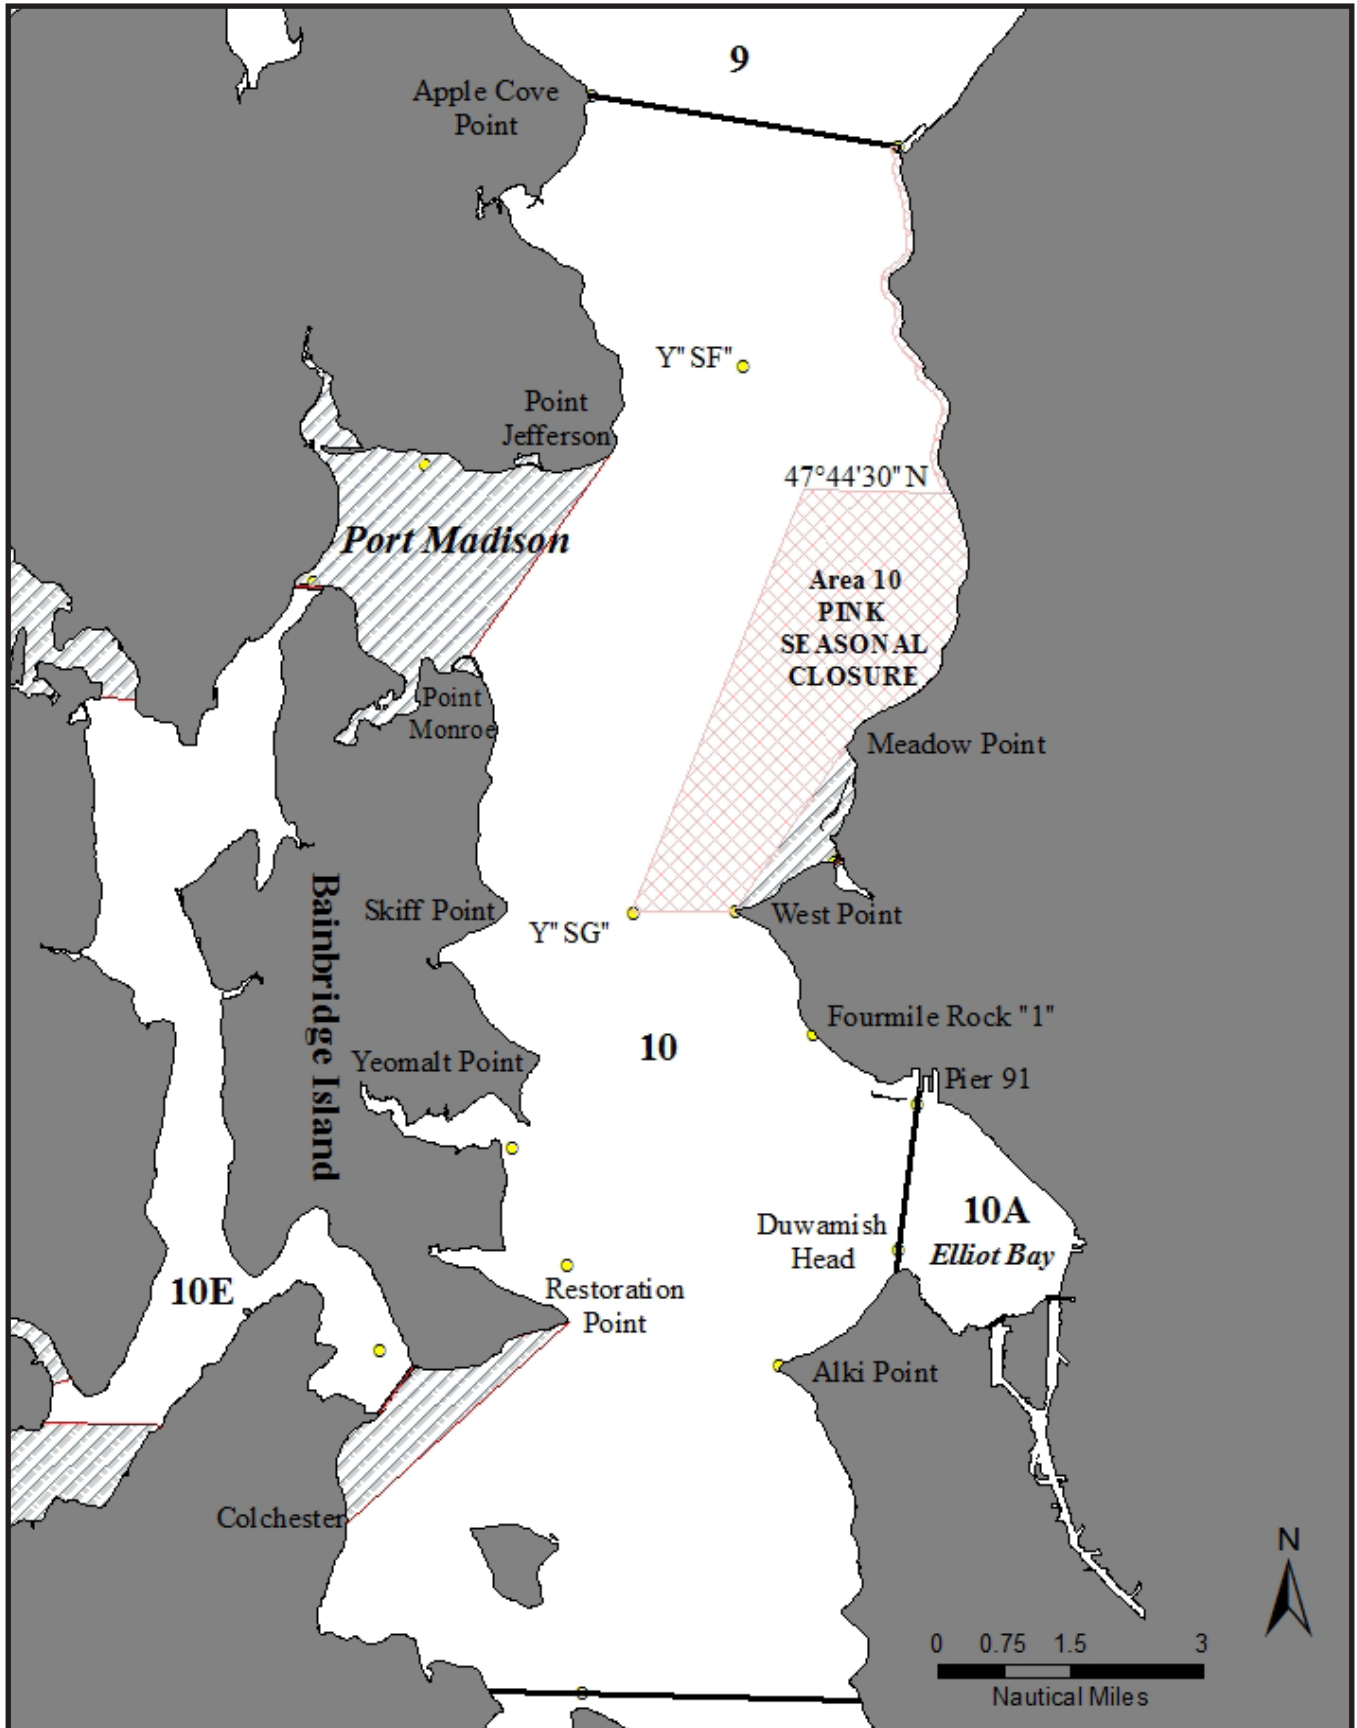 9
Apple Cove
Point
Y"SF"
Point
Jefferson
47°44'30"N
Port Madison
Area 10
PINK
SEASONAL
CLOSURE
Point
Monroe
Meadow Point
Bainbridge Island
Skiff Point
West Point
Y"SG"
Fourmile Rock "1"
10
Yeomalt Point
Pier 91
10A
Elliot Bay
Duwamish
Head
10E
Restoration
Point
Alki Point
Colchester
N
0 0.75 1.5 3
Nautical Miles